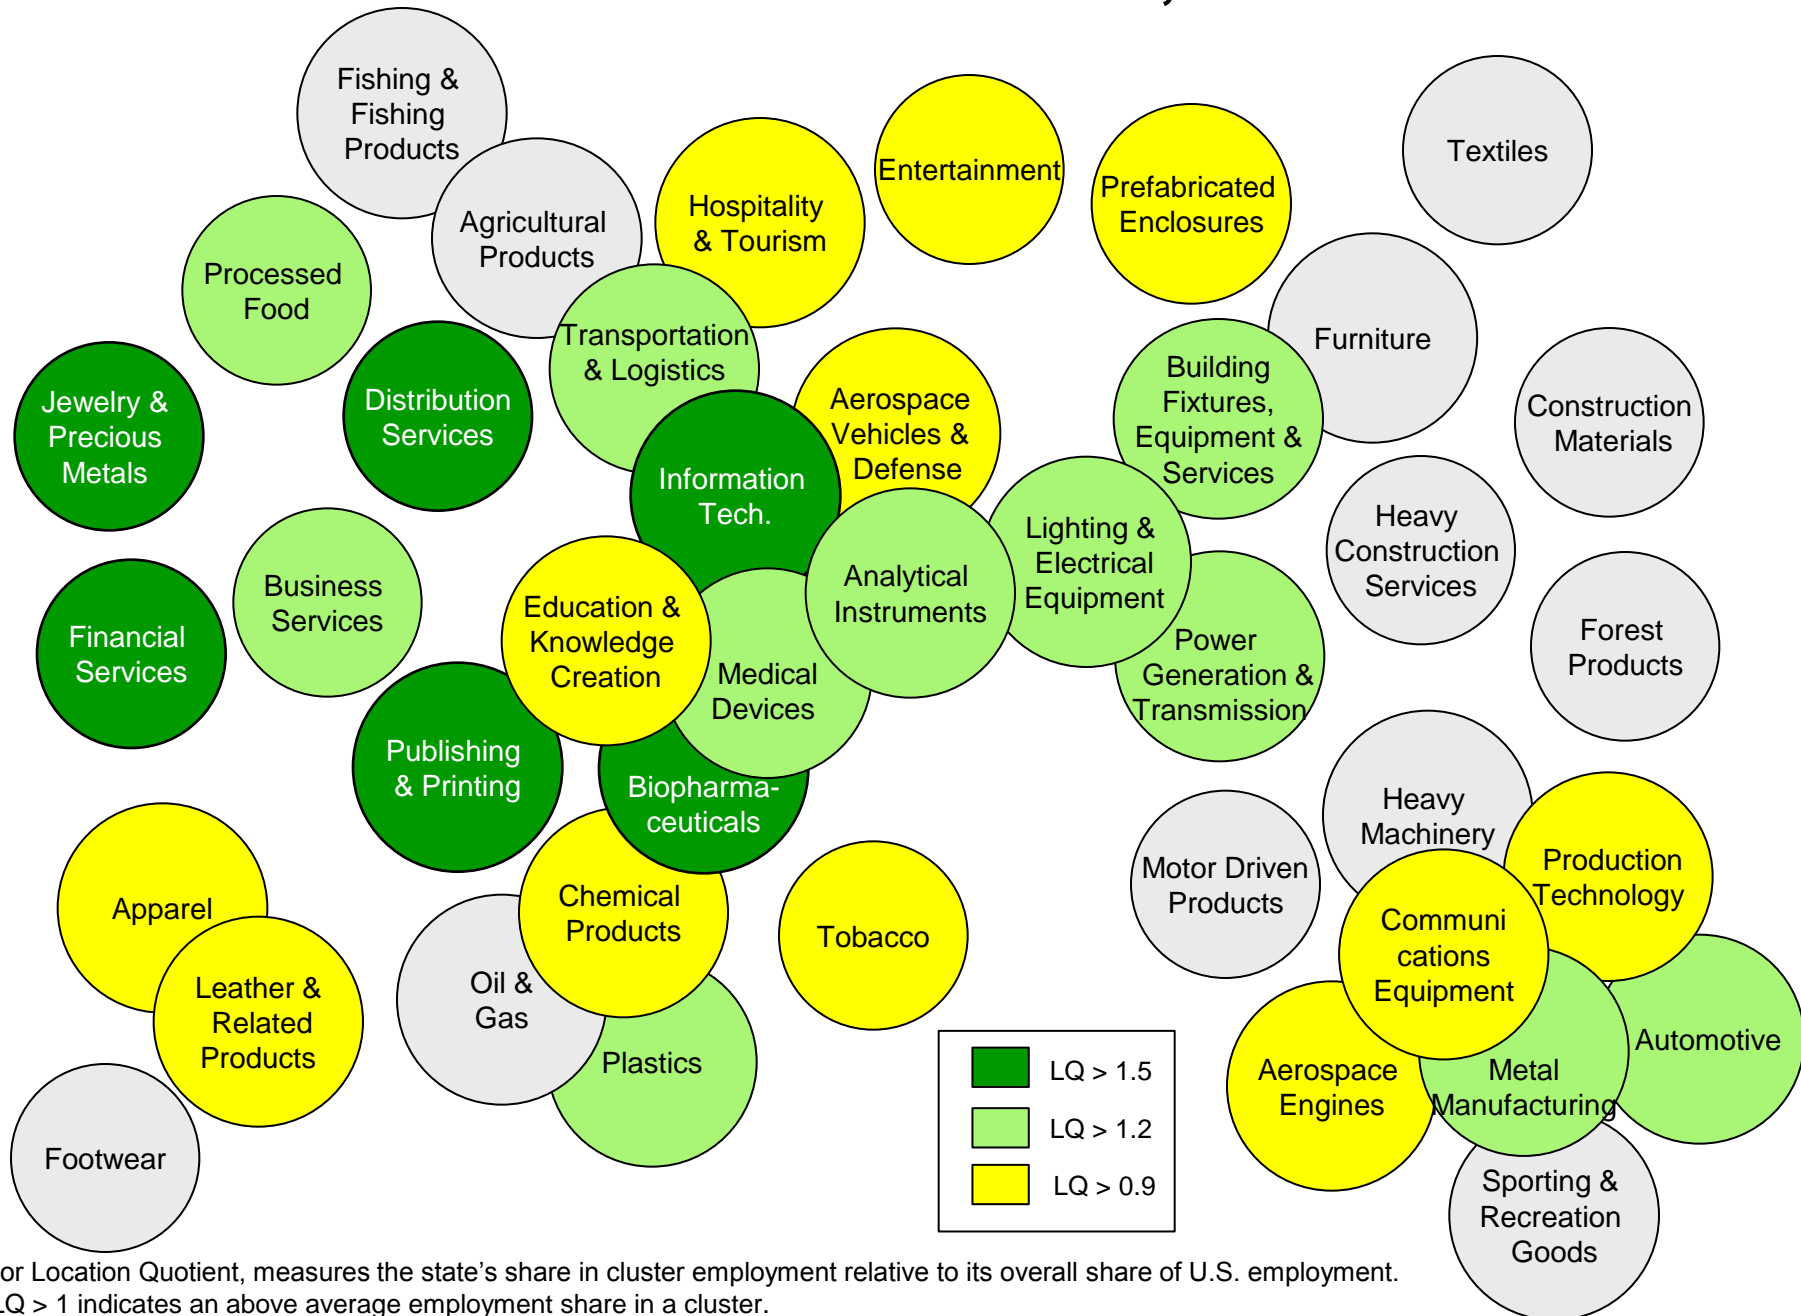 Fishing &
Fishing
Products
Agricultural
Products
Hospitality
& Tourism
Entertainment
Prefabricated
Enclosures
Textiles
Processed
Food
Transportation
& Logistics
Furniture
Jewelry &
Precious
Metals
Distribution
Services
Aerospace
Vehicles &
Defense
Building
Fixtures,
Equipment &
Services
Construction
Materials
Information
Tech.
Lighting &
Electrical
Equipment
Heavy
Construction
Services
Financial
Services
Business
Services
Education &
Knowledge
Creation
Analytical
Instruments
Medical
Devices
Power
Generation &
Transmission
Forest
Products
Publishing
& Printing
Biopharma-
ceuticals
Heavy
Machinery
Production
Technology
Motor Driven
Products
Apparel
Chemical
Products
Tobacco
Communi
cations
Equipment
Leather &
Related
Products
Oil &
Gas
Plastics
Aerospace
Engines
Metal
Manufacturing
Automotive
Footwear
Sporting &
Recreation
Goods
LQ > 1.5
LQ > 1.2
LQ > 0.9
or Location Quotient, measures the state’s share in cluster employment relative to its overall share of U.S. employment.
LQ > 1 indicates an above average employment share in a cluster.